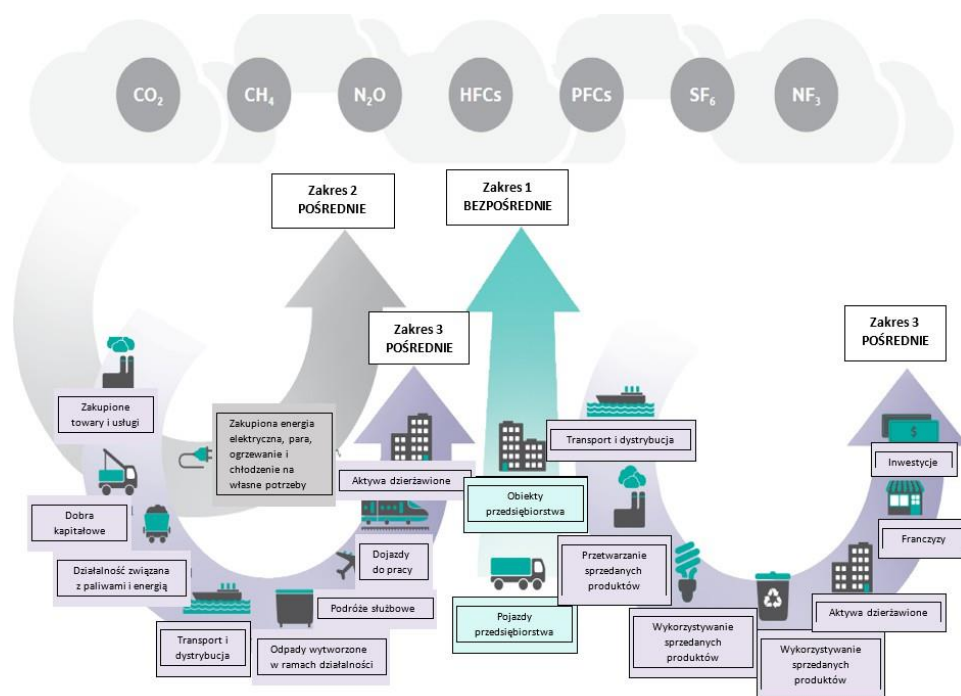 CO₂
CH₄
N₂O
HFCs
PFCs
SF₆
NF₃
Zakres 2
POŚREDNIE
Zakres 1
BEZPOŚREDNIE
Zakres 3
POŚREDNIE
Zakres 3
POŚREDNIE
Zakupione
towary i usługi
Dobra
kapitałowe
Działalność związana
z paliwami i energią
Transport i
dystrybucja
Odpady wytworzone
w ramach działalności
Podróże służbowe
Dojazdy
do pracy
Aktywa dzierżawione
Zakupiona energia
elektryczna, para,
ogrzewanie i
chłodzenie na
własne potrzeby
Obiekty
przedsiębiorstwa
Pojazdy
przedsiębiorstwa
Transport i dystrybucja
Przetwarzanie
sprzedanych
produktów
Wykorzystywanie
sprzedanych
produktów
Wykorzystywanie
sprzedanych
produktów
Aktywa dzierżawione
Franczyzy
Inwestycje
$